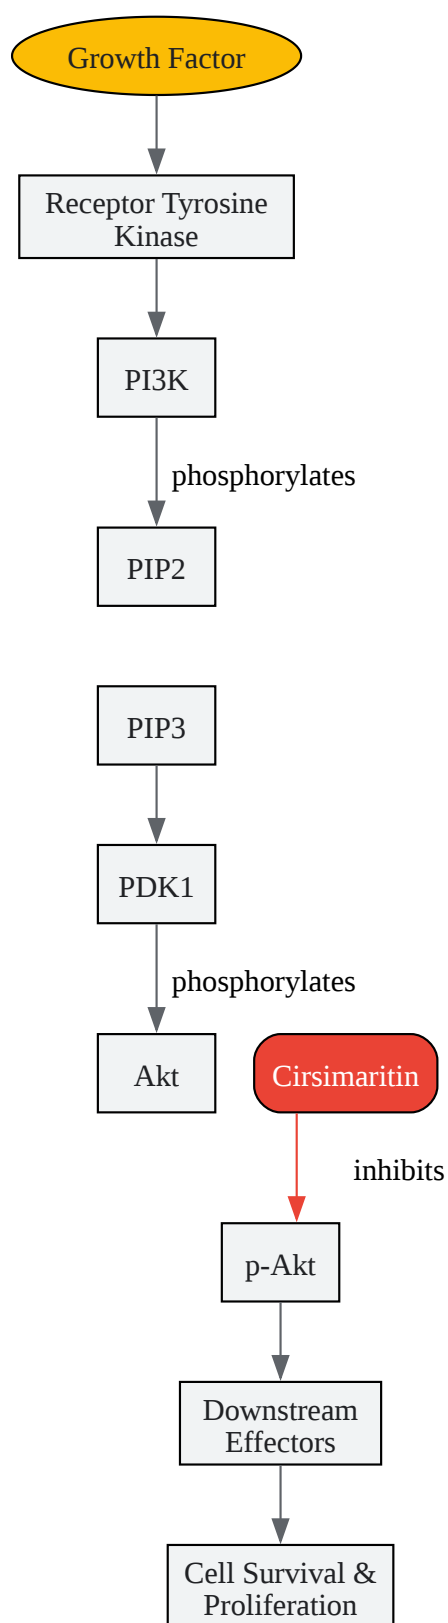 Growth Factor
Receptor Tyrosine
Kinase
PI3K
phosphorylates
PIP2
PIP3
PDK1
phosphorylates
Akt
Cirsimaritin
inhibits
p-Akt
Downstream
Effectors
Cell Survival &
Proliferation